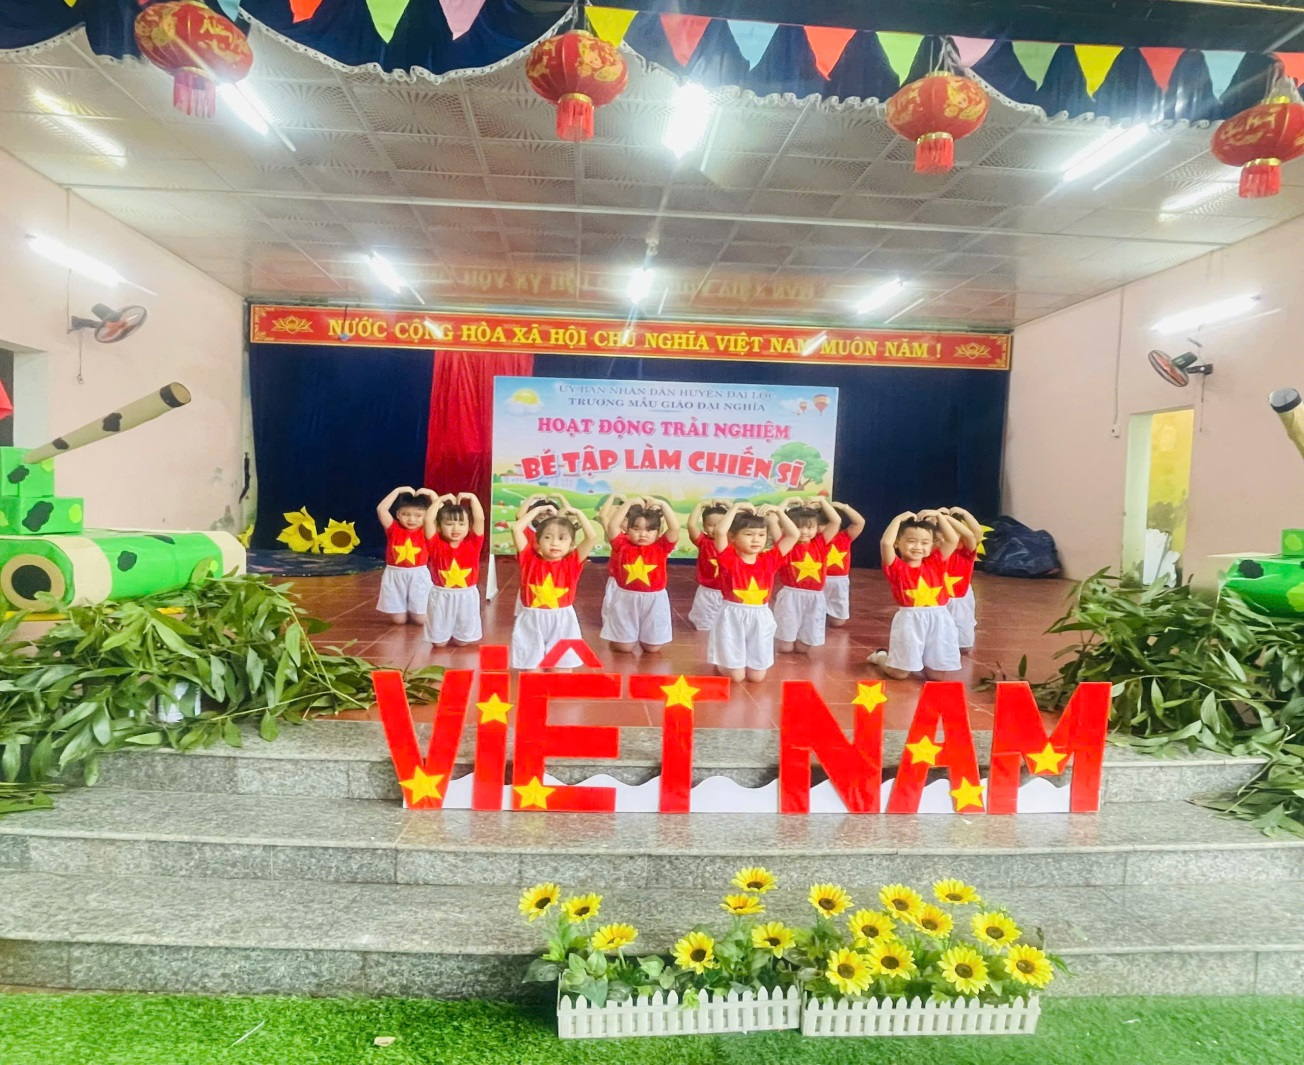 NƯỚC CỘNG HÒA XÃ HỘI CHỦ NGHĨA VIỆT NAM MUÔN NĂM !
ỦY BAN NHÂN DÂN HUYỆN ĐẠI LỘC
TRƯỜNG MẪU GIÁO ĐẠI NGHĨA
HOẠT ĐỘNG TRẢI NGHIỆM
BÉ TẬP LÀM CHIẾN SĨ
VIỆT NAM